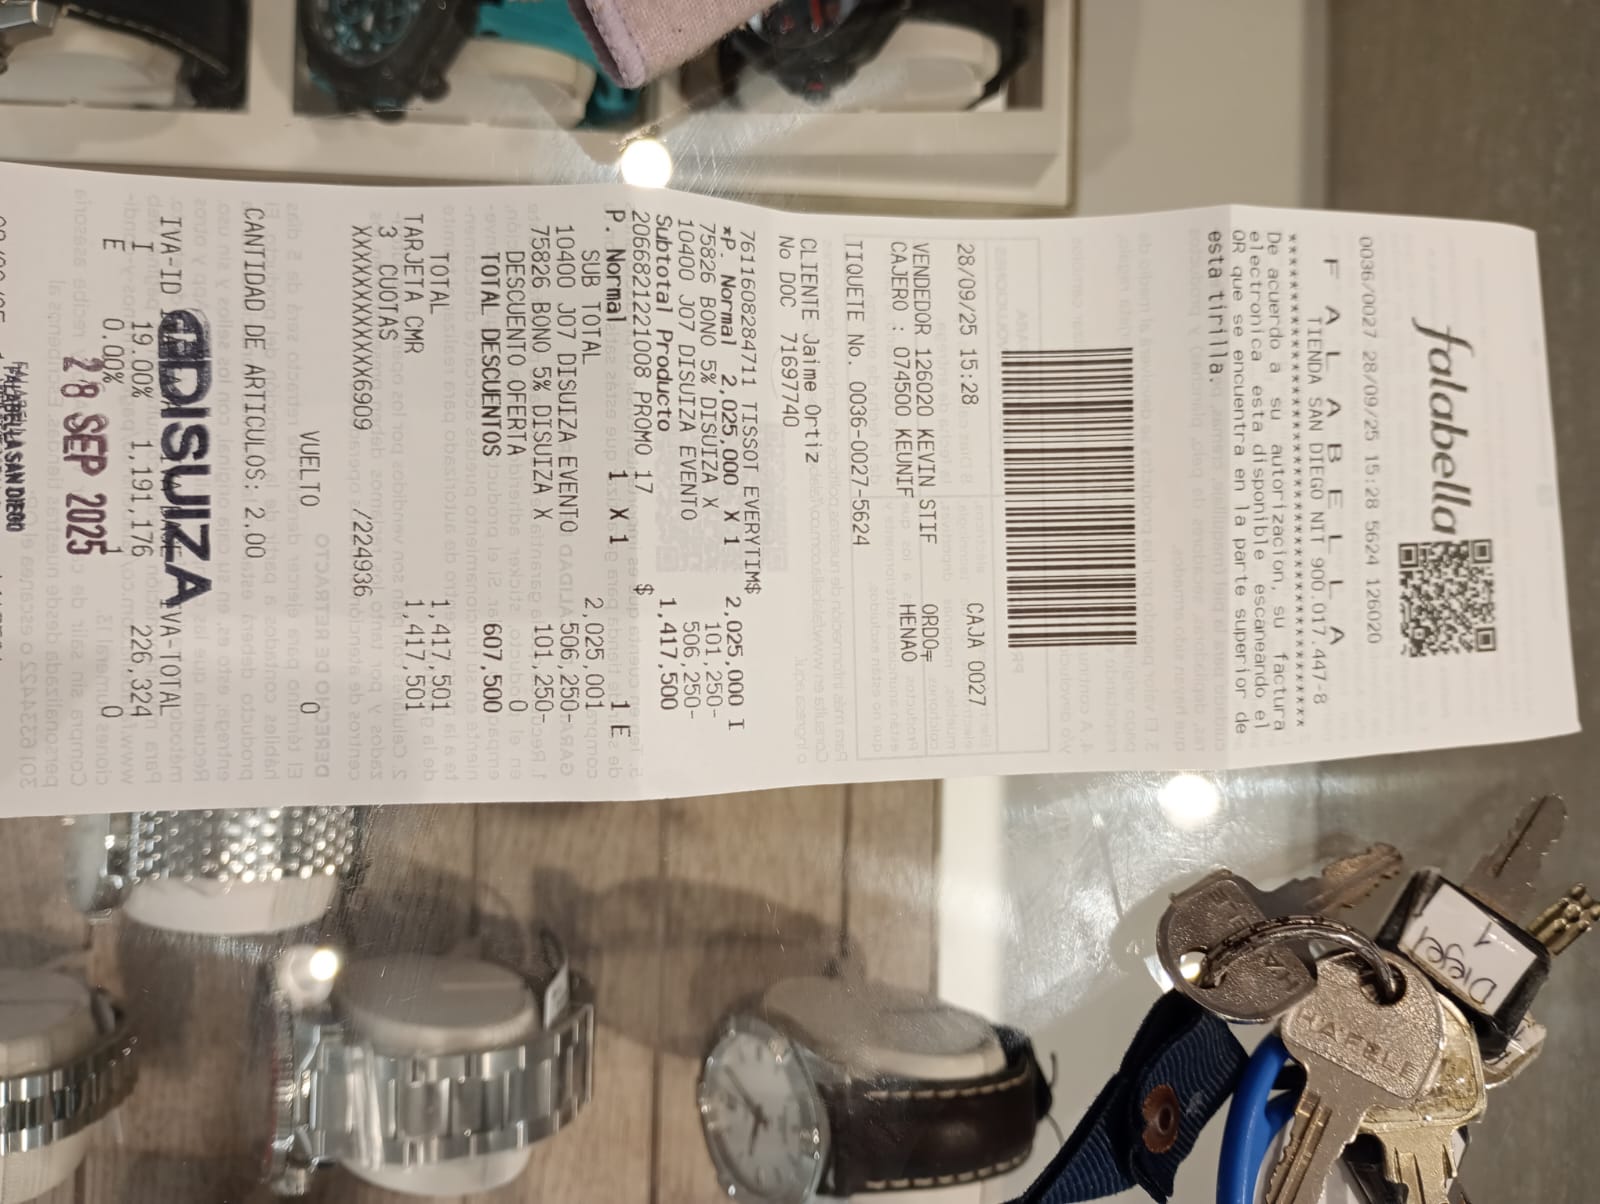 falabella
0036/0027 28/09/25 15:28 5624 126020
F A L A B E L L A
TIENDA SAN DIEGO NIT 900.017.447-8
****************************************
De acuerdo a su autorizacion, su factura
electronica esta disponible escaneando el
QR que se encuentra en la parte superior de
esta tirilla.
28/09/25 15:28 CAJA 0027
VENDEDOR 126020 KEVIN STIF ORDO
CAJERO : 074500 KEUNIF HENAO
TIQUETE No. 0036-0027-5624
CLIENTE Jaime Ortiz
No DOC 71697740
7611608284711 TISSOT EVERYTIM$ 2,025,000 I
*P. Normal 2,025,000 X 1
75826 BONO 5% DISUIZA X 101,250-
10400 J07 DISUIZA EVENTO 506,250-
Subtotal Producto 1,417,500
2066821221008 PROMO 17 $ 1 E
P. Normal 1 X 1
SUB TOTAL 2,025,001
10400 J07 DISUIZA EVENTO 506,250-
75826 BONO 5% DISUIZA X 101,250-
DESCUENTO OFERTA 0
TOTAL DESCUENTOS 607,500
TOTAL 1,417,501
TARJETA CMR 1,417,501
3 CUOTAS
XXXXXXXXXXXX6909 /224936
VUELTO 0
CANTIDAD DE ARTICULOS: 2.00
IVA-ID IVA-TOTAL
DISUIZA
I 19.00% 1,191,176 226,324
E 0.00% 1 0
28 SEP 2025
FALABELLA SAN DIEGO
Diegel
1